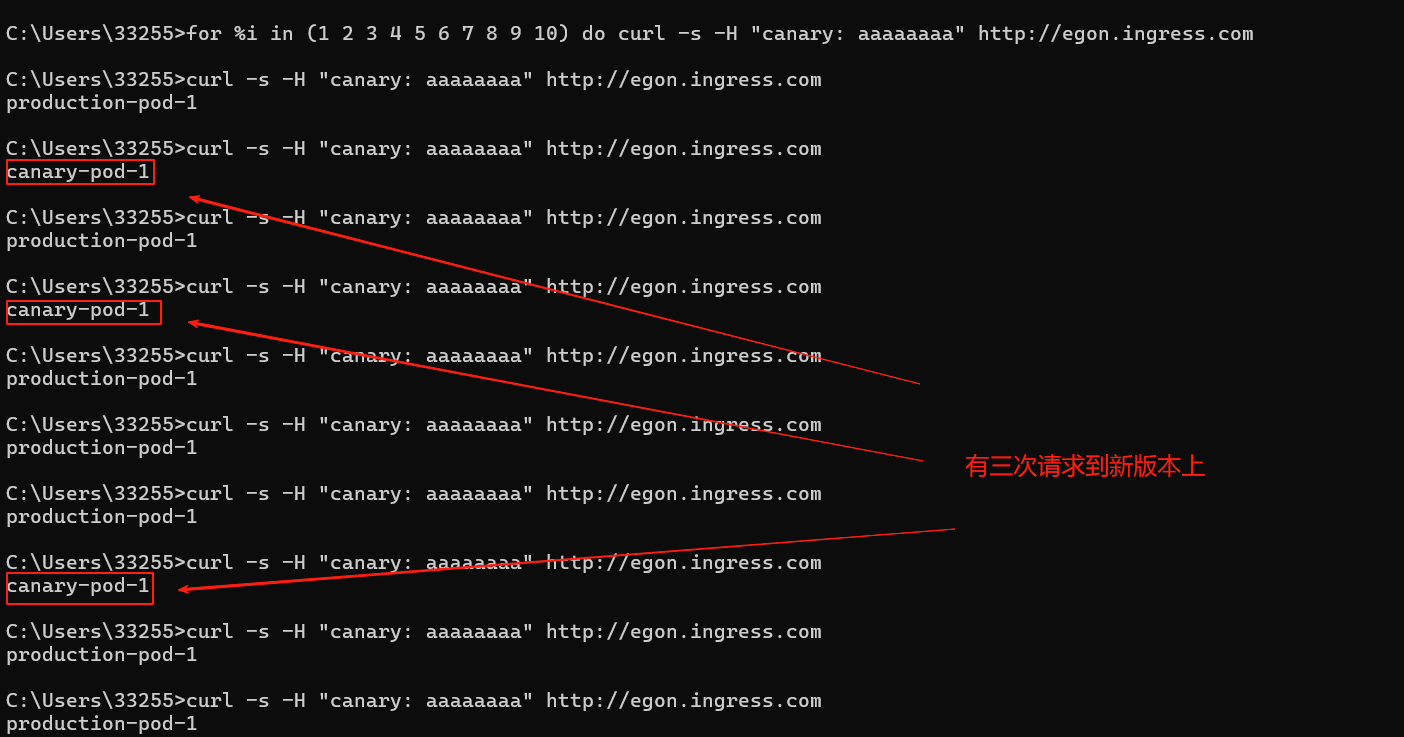 C:\Users\33255>for %i in (1 2 3 4 5 6 7 8 9 10) do curl -s -H "canary: aaaaaaaa" http://egon.ingress.com
C:\Users\33255>curl -s -H "canary: aaaaaaaa" http://egon.ingress.com
production-pod-1
C:\Users\33255>curl -s -H "canary: aaaaaaaa" http://egon.ingress.com
canary-pod-1
C:\Users\33255>curl -s -H "canary: aaaaaaaa" http://egon.ingress.com
production-pod-1
C:\Users\33255>curl -s -H "canary: aaaaaaaa" http://egon.ingress.com
canary-pod-1
C:\Users\33255>curl -s -H "canary: aaaaaaaa" http://egon.ingress.com
production-pod-1
C:\Users\33255>curl -s -H "canary: aaaaaaaa" http://egon.ingress.com
production-pod-1
有三次请求到新版本上
C:\Users\33255>curl -s -H "canary: aaaaaaaa" http://egon.ingress.com
production-pod-1
C:\Users\33255>curl -s -H "canary: aaaaaaaa" http://egon.ingress.com
canary-pod-1
C:\Users\33255>curl -s -H "canary: aaaaaaaa" http://egon.ingress.com
production-pod-1
C:\Users\33255>curl -s -H "canary: aaaaaaaa" http://egon.ingress.com
production-pod-1